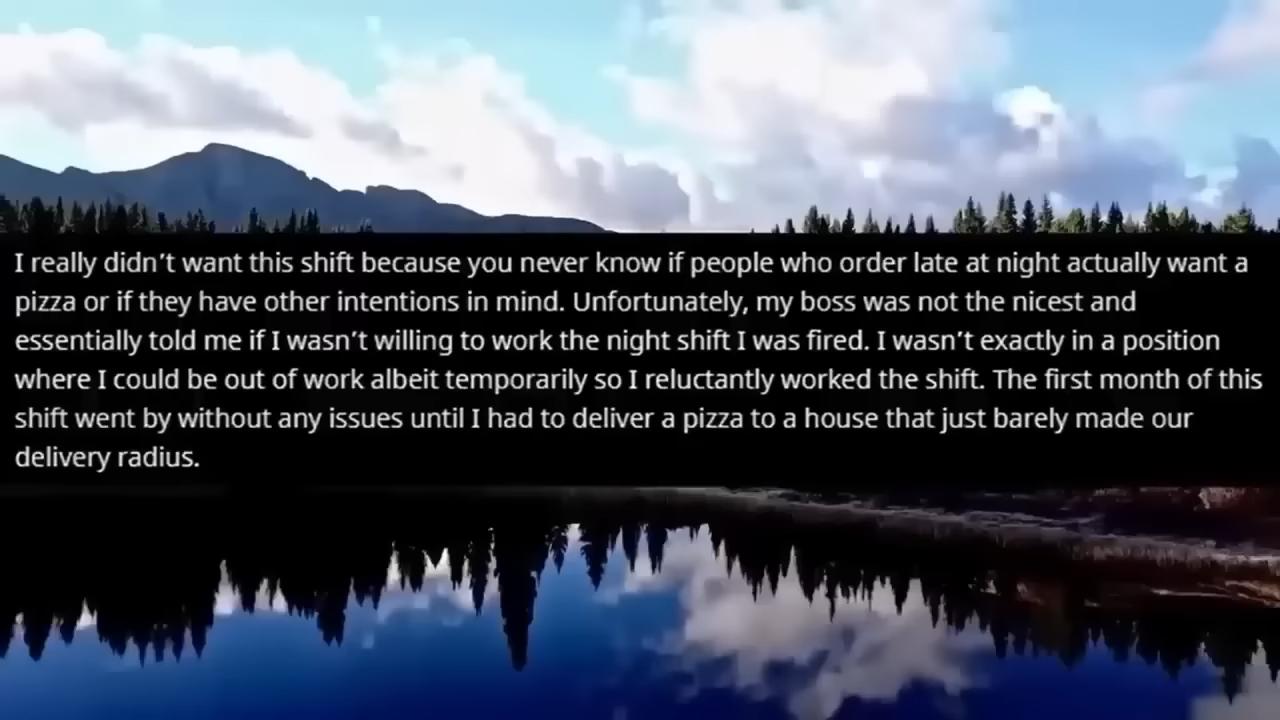 I really didn’t want this shift because you never know if people who order late at night actually want a
pizza or if they have other intentions in mind. Unfortunately, my boss was not the nicest and
essentially told me if I wasn’t willing to work the night shift I was fired. I wasn’t exactly in a position
where I could be out of work albeit temporarily so I reluctantly worked the shift. The first month of this
shift went by without any issues until I had to deliver a pizza to a house that just barely made our
delivery radius.